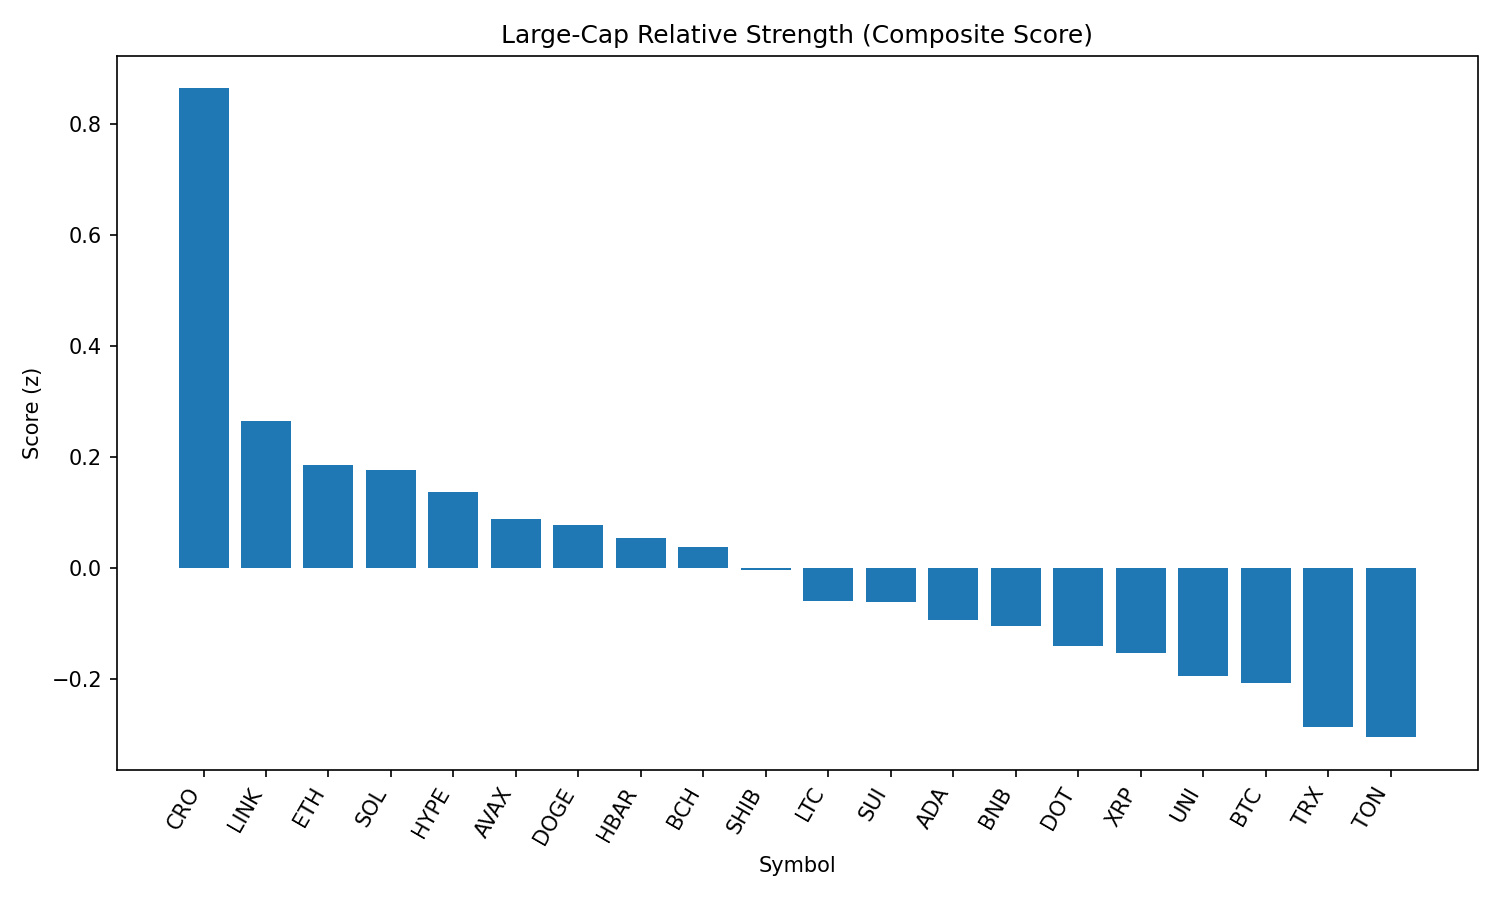 Large-Cap Relative Strength (Composite Score)
Score (z)
0.8
0.6
0.4
0.2
0.0
−0.2
CRO
LINK
ETH
SOL
HYPE
AVAX
DOGE
HBAR
BCH
SHIB
LTC
SUI
ADA
BNB
DOT
XRP
UNI
BTC
TRX
TON
Symbol